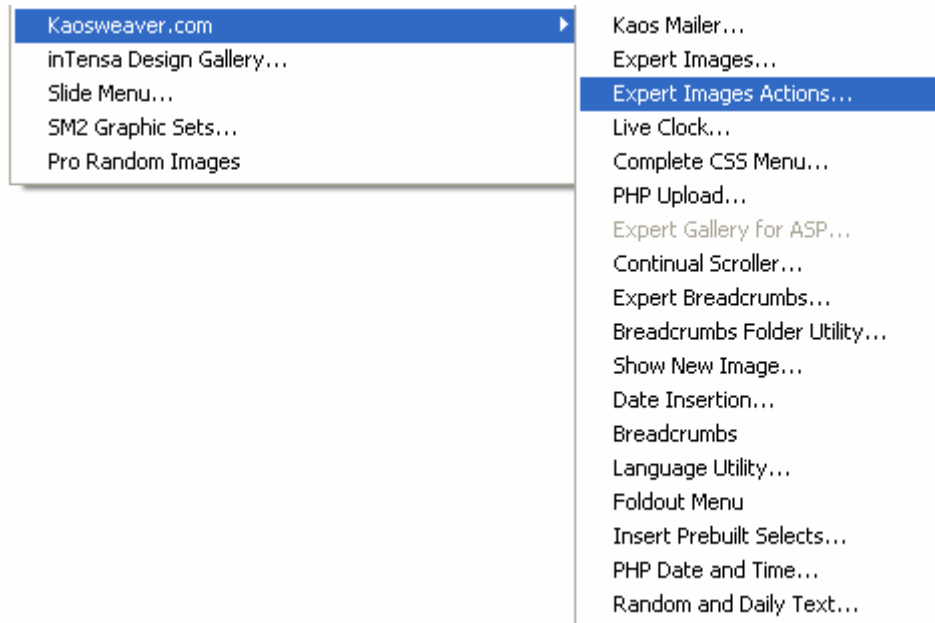 Kaosweaver.com
inTensa Design Gallery...
Slide Menu...
SM2 Graphic Sets...
Pro Random Images
Kaos Mailer...
Expert Images...
Expert Images Actions...
Live Clock...
Complete CSS Menu...
PHP Upload...
Expert Gallery for ASP...
Continual Scroller...
Expert Breadcrumbs...
Breadcrumbs Folder Utility...
Show New Image...
Date Insertion...
Breadcrumbs
Language Utility...
Foldout Menu
Insert Prebuilt Selects...
PHP Date and Time...
Random and Daily Text...